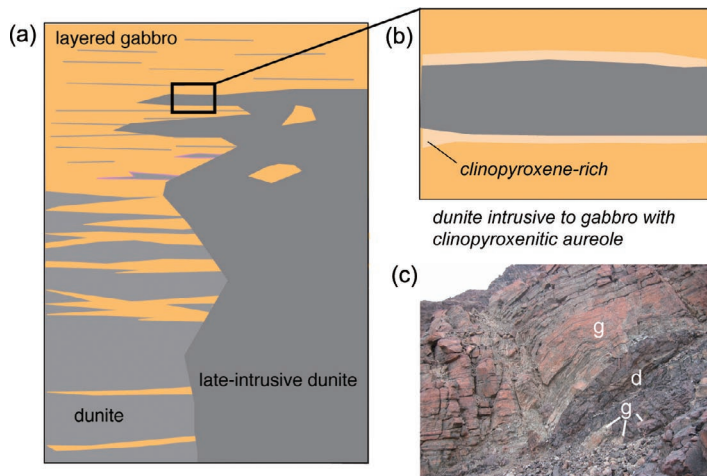 (a)
layered gabbro
late-intrusive dunite
dunite
(b)
clinopyroxene-rich
dunite intrusive to gabbro with
clinopyroxenitic aureole
(c)
g
d
g